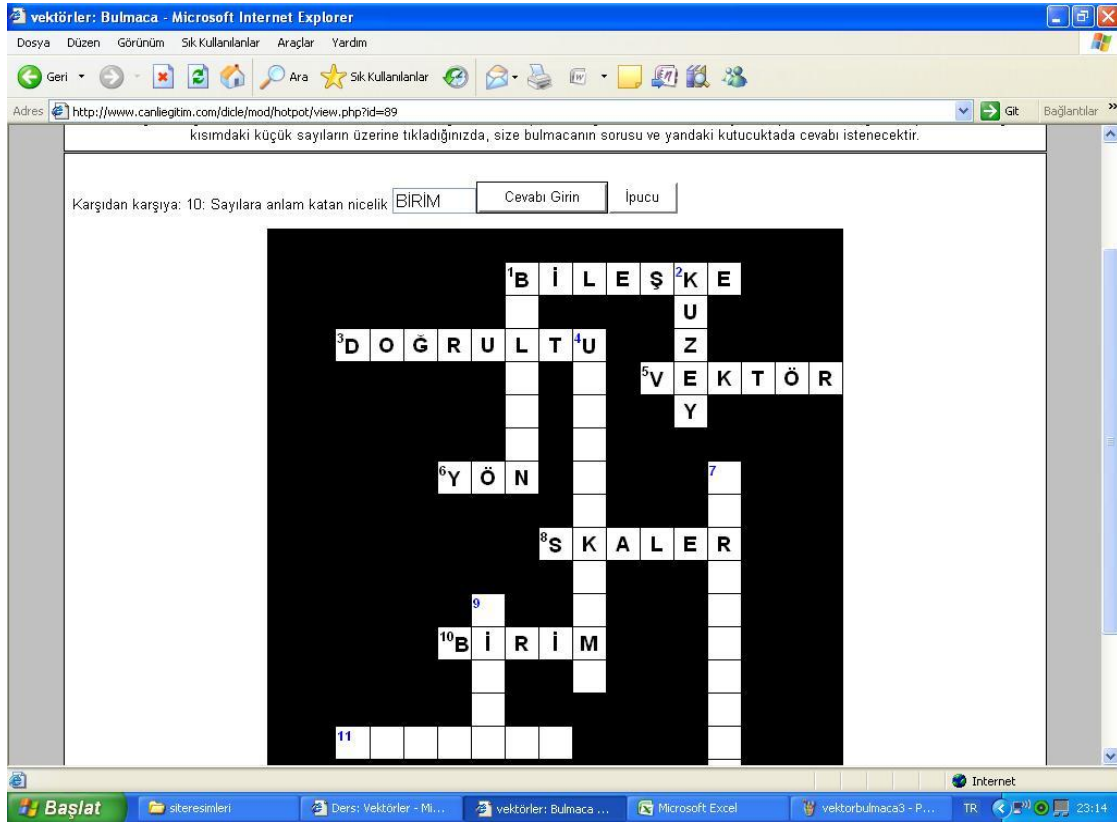 vektörler: Bulmaca - Microsoft Internet Explorer
Dosya Düzen Görünüm Sık Kullanılanlar Araçlar Yardım
Geri Ara Sık Kullanılanlar
Adres http://www.canliegitim.com/dicle/mod/hotpot/view.php?id=89 Git Bağlantılar »
kısımdaki küçük sayıların üzerine tıkladığınızda, size bulmacanın sorusu ve yandaki kutucuktada cevabı istenecektir.
Karşıdan karşıya: 10: Sayılara anlam katan nicelik BİRİM Cevabı Girin İpucu
1 B İ L E Ş 2 K E
U
3 D O Ğ R U L T 4 U Z
5 V E K T Ö R
Y
6 Y Ö N 7
8 S K A L E R
9
10 B İ R İ M
11
Internet
Başlat siteresimleri Ders: Vektörler - Mi... vektörler: Bulmaca ... Microsoft Excel vektorbulmaca3 - P... TR 23:14